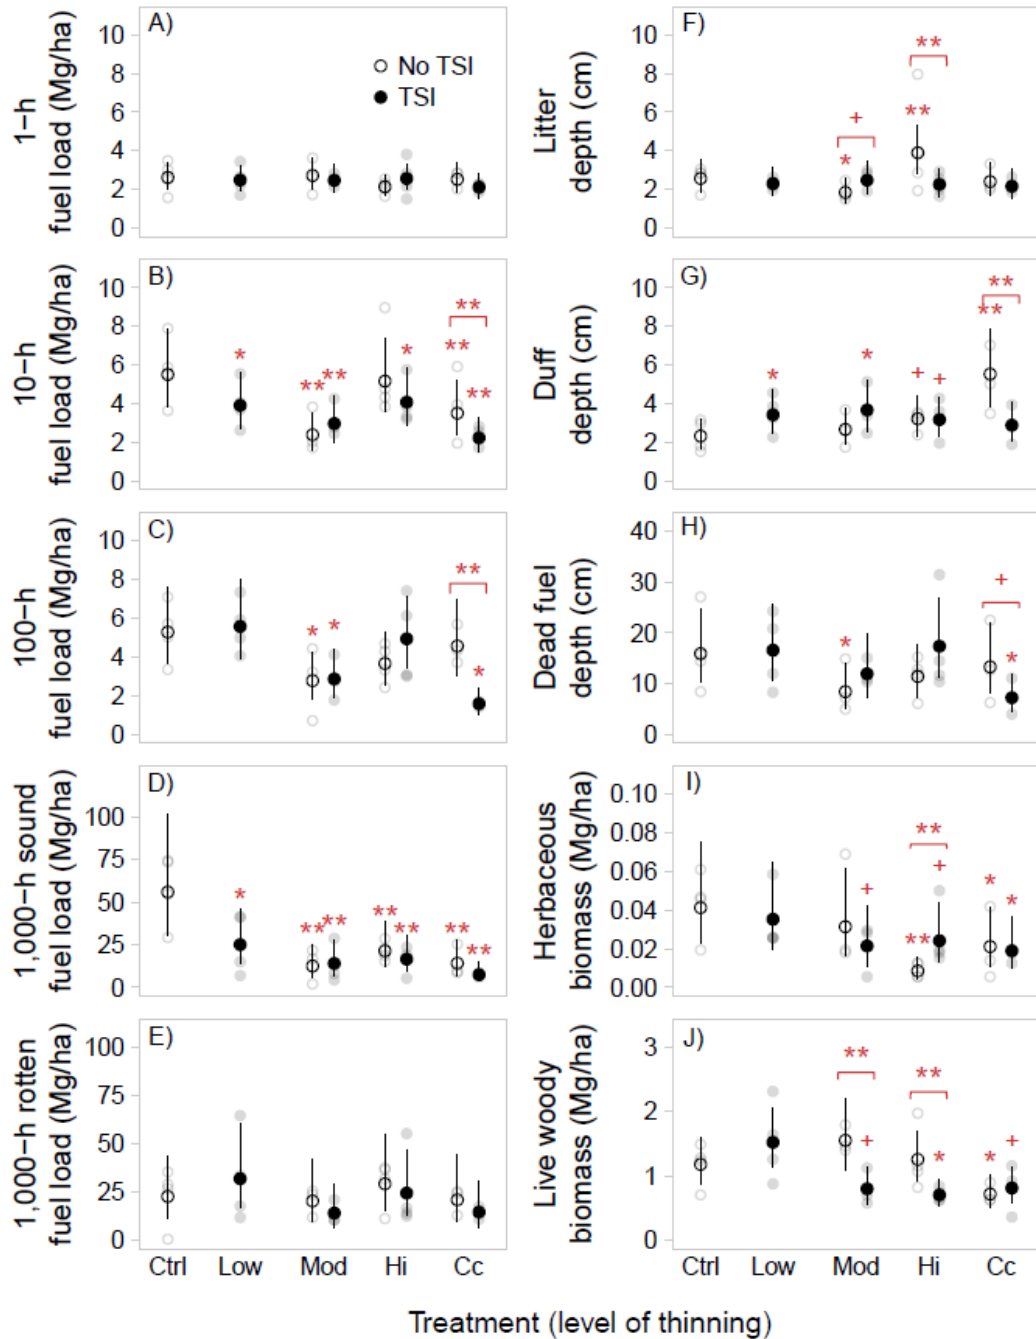 A)
1−h
fuel load (Mg/ha)
10
8
6
4
2
0
No TSI
TSI
F)
Litter
depth (cm)
10
8
6
4
2
0
*
+
**
**
B)
10−h
fuel load (Mg/ha)
10
8
6
4
2
0
*
**
**
*
**
**
**
G)
Duff
depth (cm)
10
8
6
4
2
0
*
*
+
+
**
**
C)
100−h
fuel load (Mg/ha)
10
8
6
4
2
0
*
*
**
*
H)
Dead fuel
depth (cm)
40
30
20
10
0
*
+
*
D)
1,000−h sound
fuel load (Mg/ha)
100
75
50
25
0
*
**
**
**
**
**
**
I)
Herbaceous
biomass (Mg/ha)
0.10
0.08
0.06
0.04
0.02
0.00
+
**
**
+
*
*
E)
1,000−h rotten
fuel load (Mg/ha)
100
75
50
25
0
J)
Live woody
biomass (Mg/ha)
3
2
1
0
**
+
**
*
*
+
Ctrl Low Mod Hi Cc
Ctrl Low Mod Hi Cc
Treatment (level of thinning)